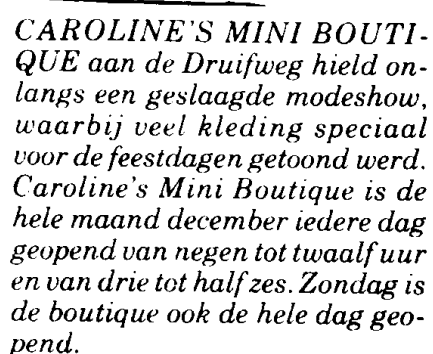 CAROLINE'S MINI BOUTI-
QUE aan de Druifweg hield on-
langs een geslaagde modeshow,
waarbij veel kleding speciaal
voor de feestdagen getoond werd.
Caroline's Mini Boutique is de
hele maand december iedere dag
geopend van negen tot twaalf uur
en van drie tot half zes. Zondag is
de boutique ook de hele dag geo-
pend.